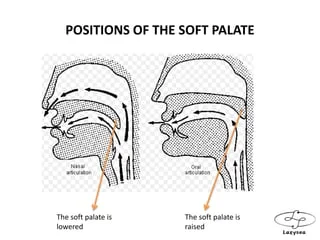 POSITIONS OF THE SOFT PALATE
Nasal
articulation
Oral
articulation
The soft palate is
lowered
The soft palate is
raised
Lazysea